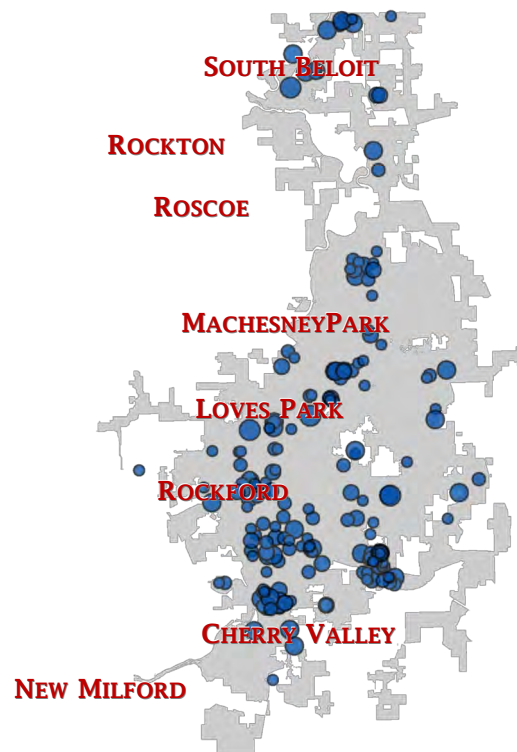 SOUTH BELOIT
ROCKTON
ROSCOE
MACHESNEYPARK
LOVES PARK
ROCKFORD
CHERRY VALLEY
NEW MILFORD